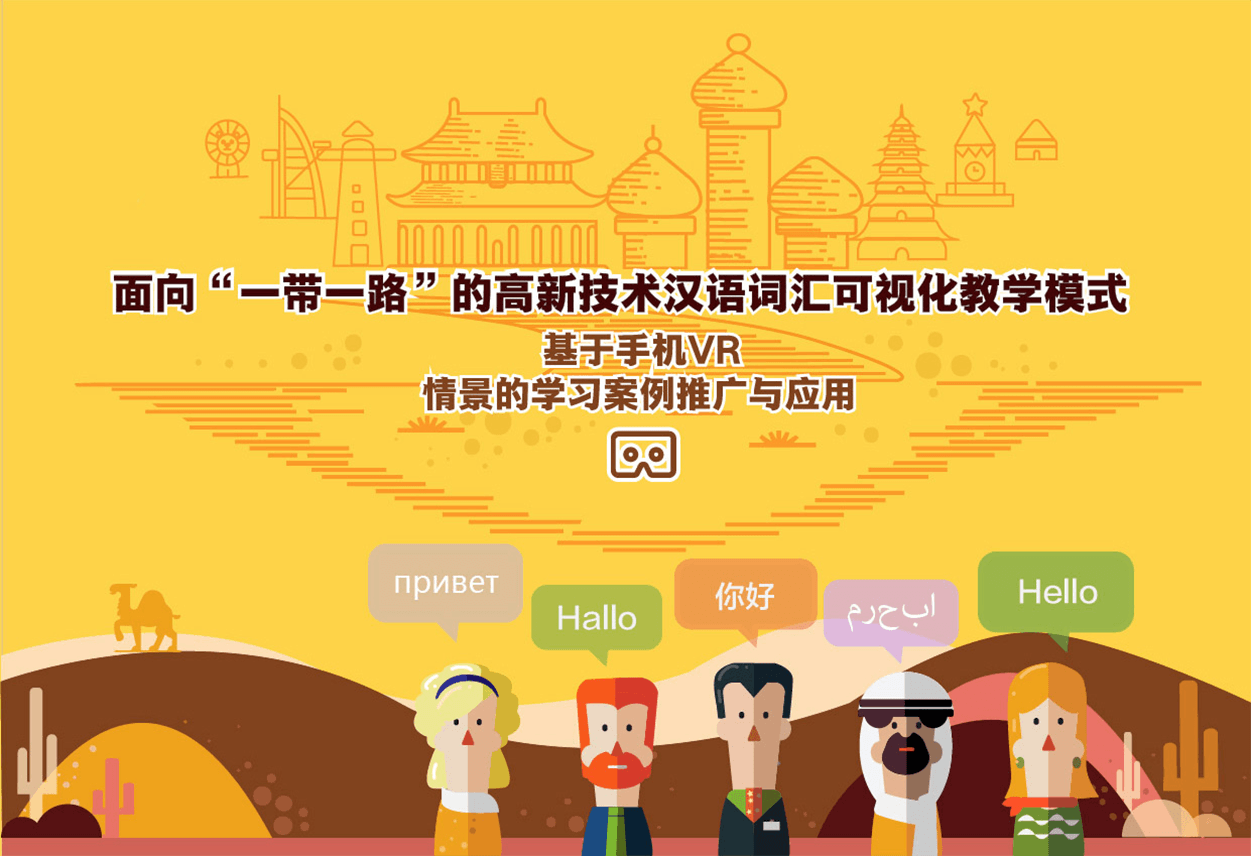 面向“一带一路”的高新技术汉语词汇可视化教学模式
基于手机VR
情景的学习案例推广与应用
привет
Hallo
你好
ابحرم
Hello